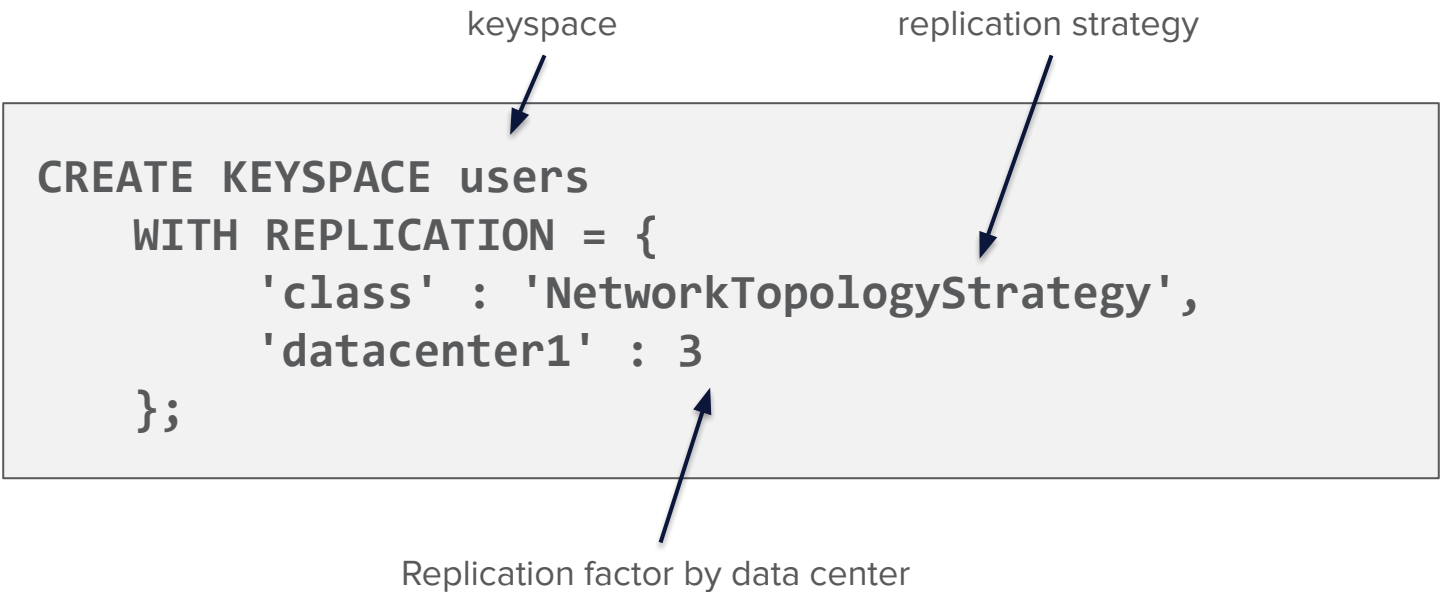 keyspace replication strategy
CREATE KEYSPACE users
WITH REPLICATION = {
'class' : 'NetworkTopologyStrategy',
'datacenter1' : 3
};
Replication factor by data center